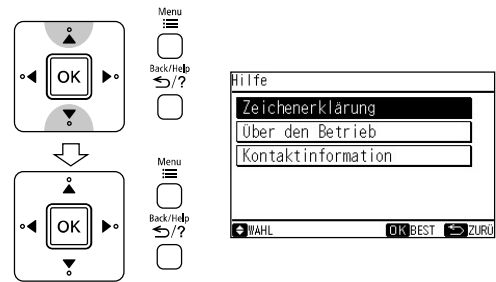 Menu
Back/Help
?
OK
Menu
Back/Help
?
OK
Hilfe
Zeichenerklärung
Über den Betrieb
Kontaktinformation
WAHL OK BEST ZURÜ